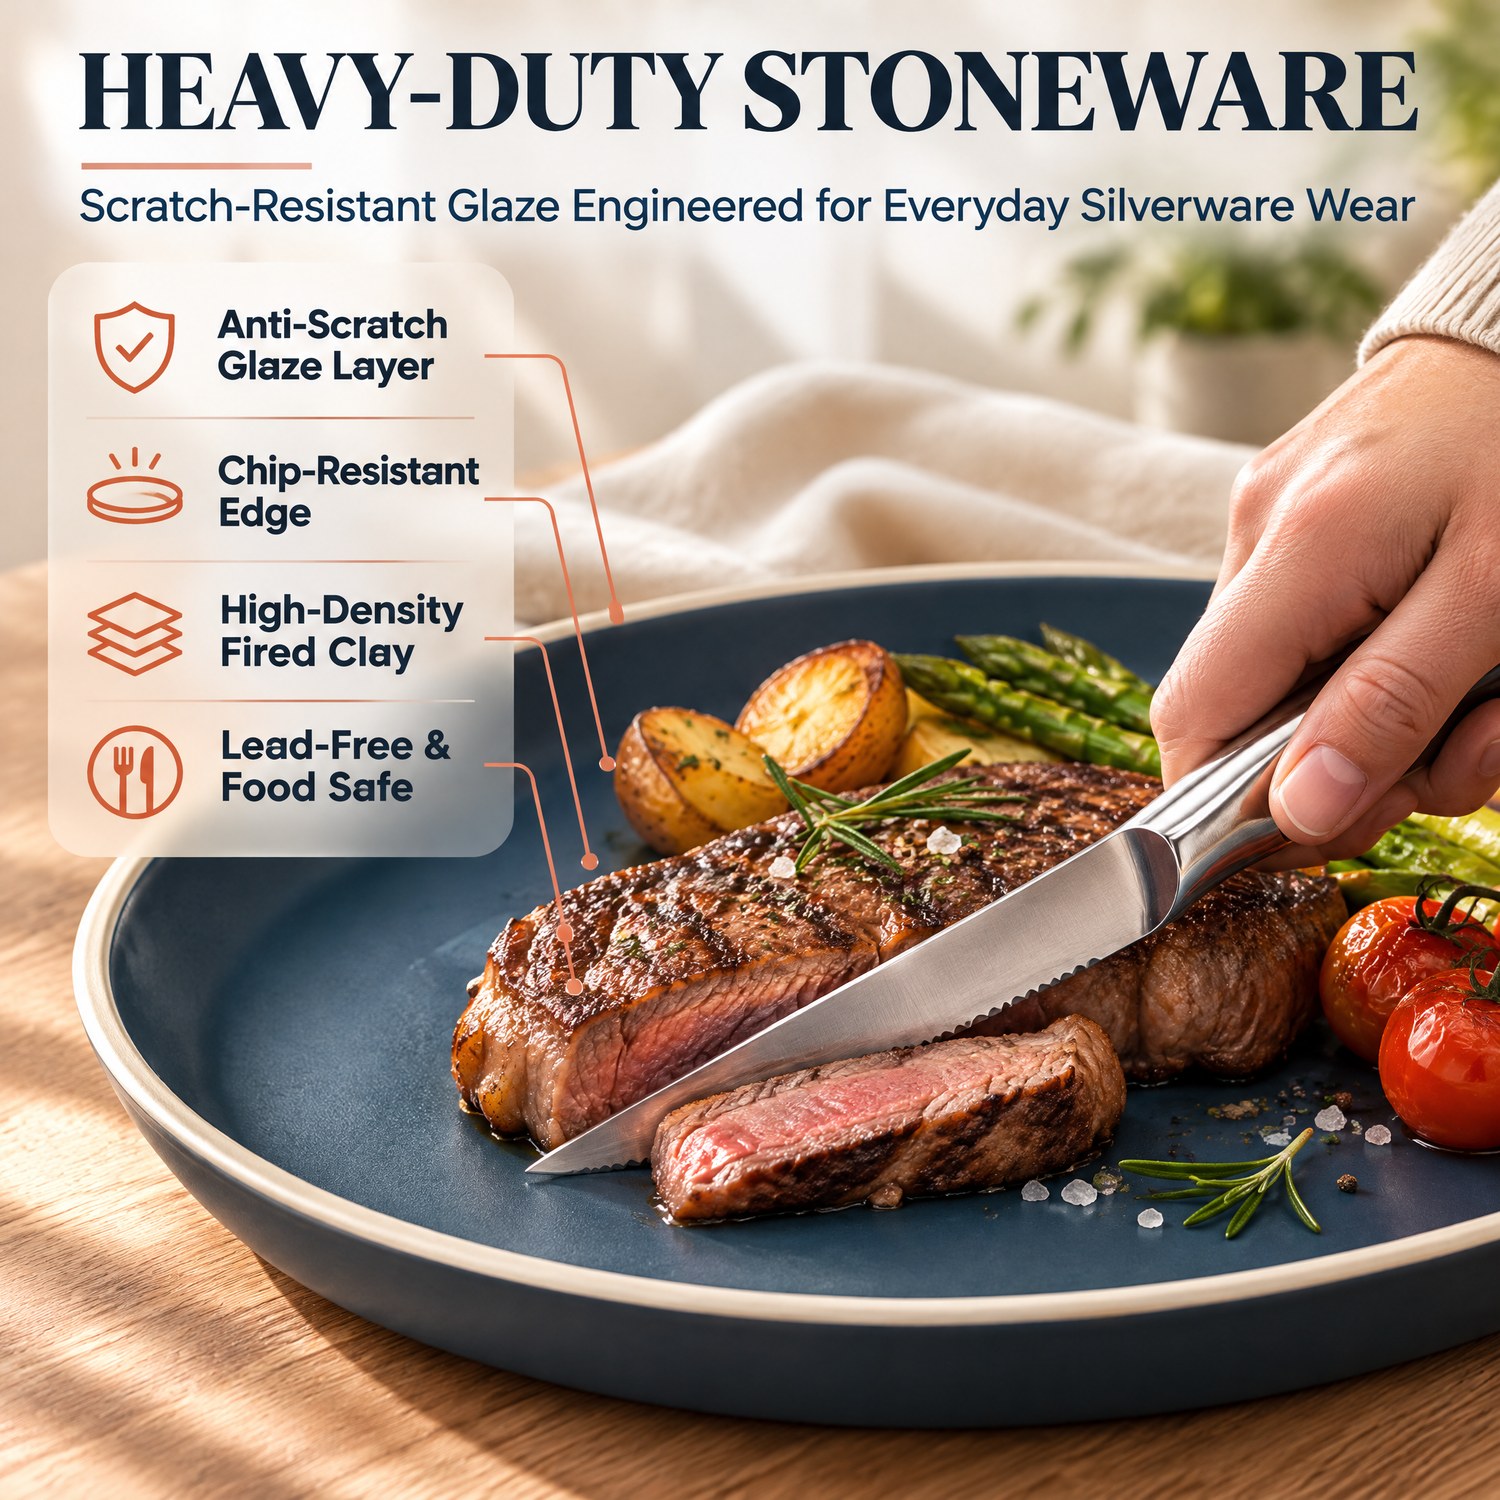 HEAVY-DUTY STONEWARE
Scratch-Resistant Glaze Engineered for Everyday Silverware Wear
Anti-Scratch
Glaze Layer
Chip-Resistant
Edge
High-Density
Fired Clay
Lead-Free &
Food Safe